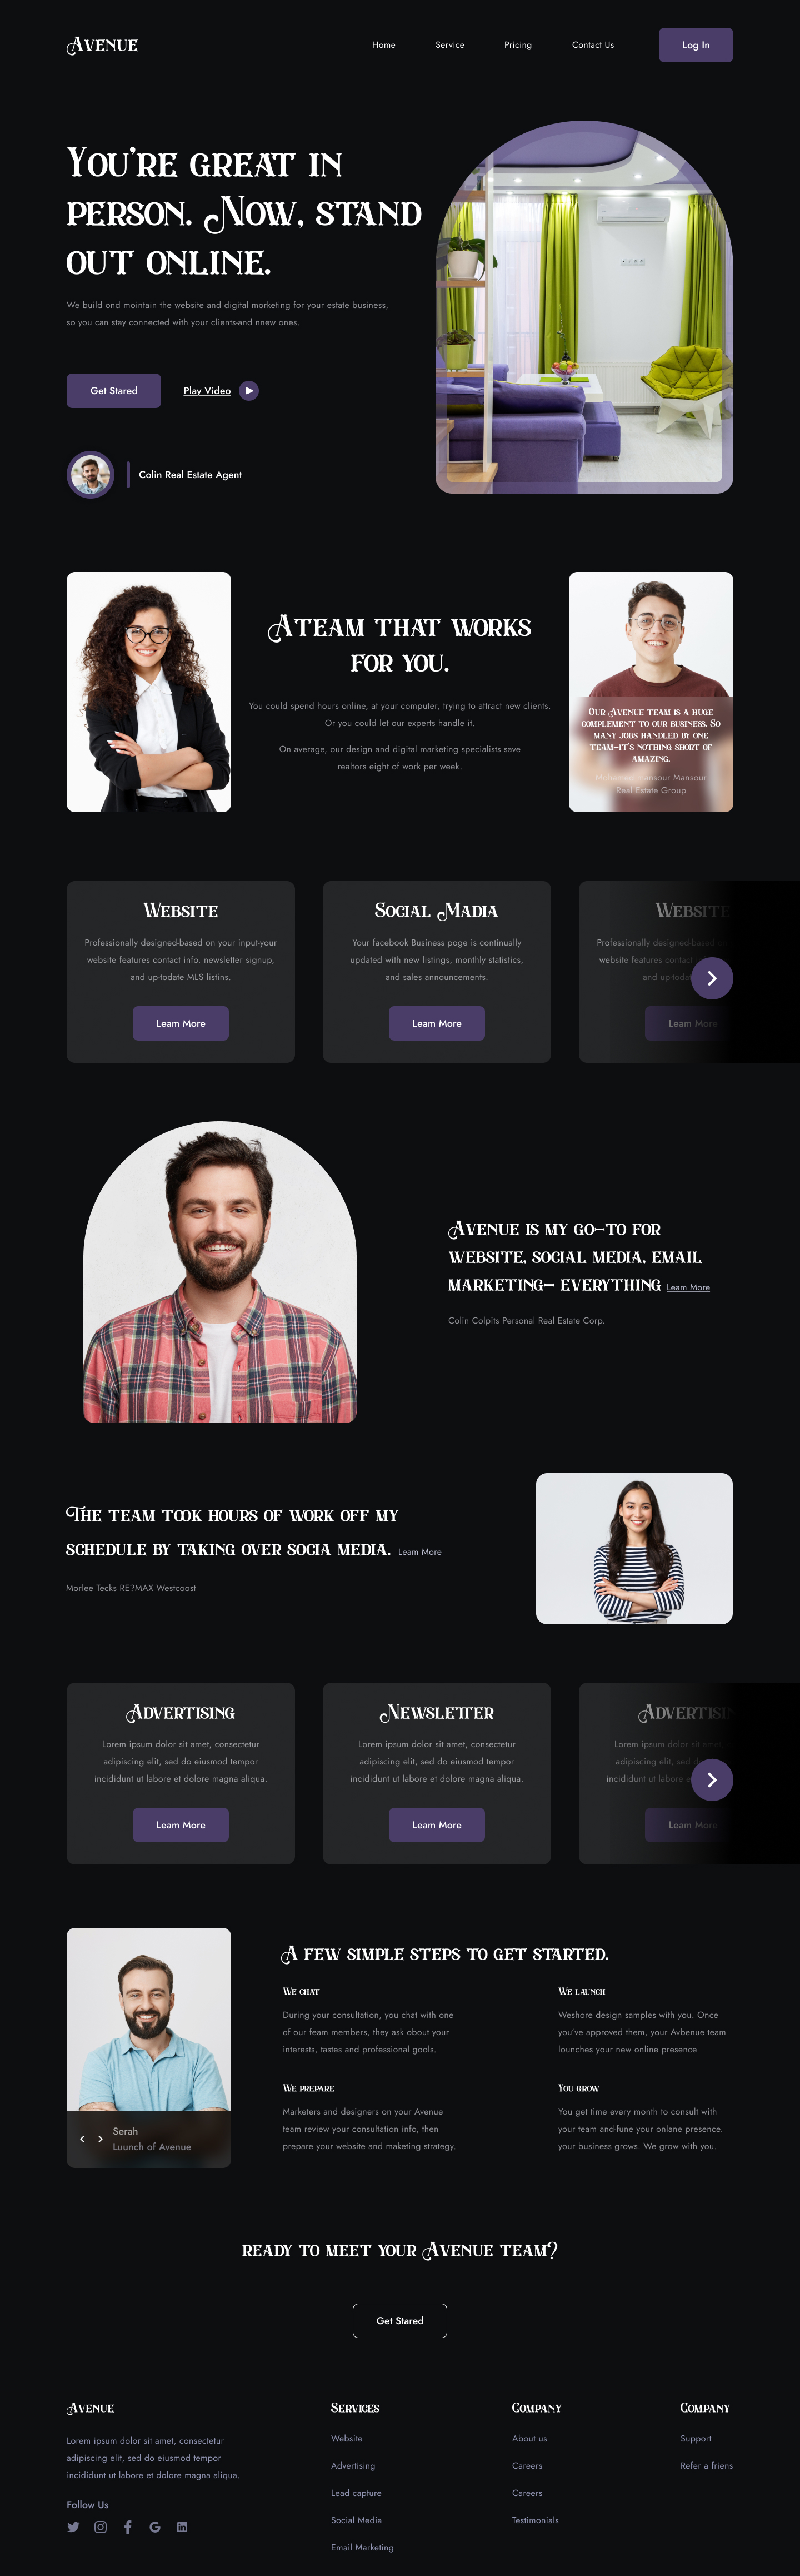 Avenue
Home
Service
Pricing
Contact Us
Log In
You're great in
person. Now, stand
out online.
We build ond mointain the website and digital morketing for your estate business,
so you can stay connected with your clients-and nnew ones.
Get Stared
Play Video
Colin Real Estate Agent
A team that works
for you.
You could spend hours online, at your computer, trying to attract new clients.
Or you could let our experts handle it.
On average, our design and digital marketing specialists save
realtors eight of work per week.
Our Avenue team is a huge
complement to our business. So
many jobs handled by one
team—it's nothing short of
amazing.
Mohamed mansour Mansour
Real Estate Group
Website
Professionally designed-based on your input-your
website features contact info. newsletter signup,
and up-todate MLS listins.
Leam More
Social Madia
Your facebook Business poge is continually
updated with new listings, monthly statistics,
and sales announcements.
Leam More
Website
Professionally designed-based
website features contact
and up-todat
Leam More
Avenue is my go-to for
website, social media, email
marketing- everything Leam More
Colin Colpits Personal Real Estate Corp.
The team took hours of work off my
schedule by taking over socia media. Leam More
Morlee Tecks RE?MAX Westcoost
Advertising
Lorem ipsum dolor sit amet, consectetur
adipiscing elit, sed do eiusmod tempor
incididunt ut labore et dolore magna aliqua.
Leam More
Newsletter
Lorem ipsum dolor sit amet, consectetur
adipiscing elit, sed do eiusmod tempor
incididunt ut labore et dolore magna aliqua.
Leam More
Advertisin
Lorem ipsum dolor sit amet
adipiscing elit, sed do
incididunt ut labore e
Leam More
A few simple steps to get started.
We chat
During your consultation, you chat with one
of our feam members, they ask obout your
interests, tastes and professional gools.
We launch
Weshore design samples with you. Once
you've approved them, your Avbenue team
lounches your new online presence
We prepare
Marketers and designers on your Avenue
team review your consultation info, then
prepare your website and maketing strategy.
You grow
You get time every month to consult with
your team and-fune your onlane presence.
your business grows. We grow with you.
Serah
Luunch of Avenue
ready to meet your Avenue team?
Get Stared
Avenue
Lorem ipsum dolor sit amet, consectetur
adipiscing elit, sed do eiusmod tempor
incididunt ut labore et dolore magna aliqua.
Follow Us
Services
Website
Advertising
Lead capture
Social Media
Email Marketing
Company
About us
Careers
Careers
Testimonials
Company
Support
Refer a friens